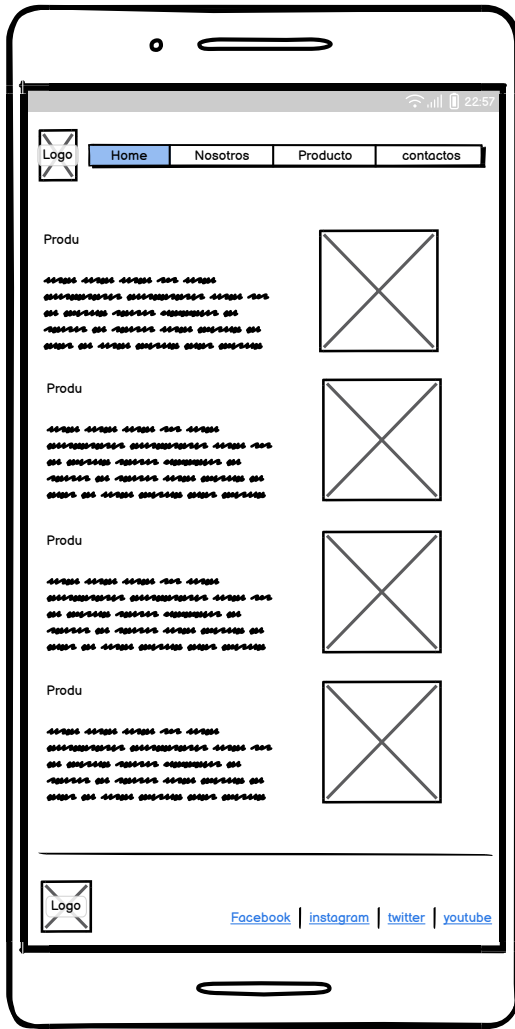 22:57
Logo
Home Nosotros Producto contactos
Produ
Produ
Produ
Produ
Logo
Facebook instagram twitter youtube